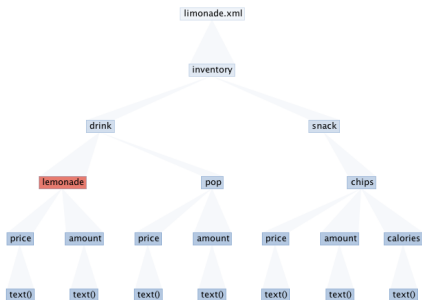 limonade.xml
inventory
drink snack
lemonade pop chips
price amount price amount price amount calories
text() text() text() text() text() text() text()